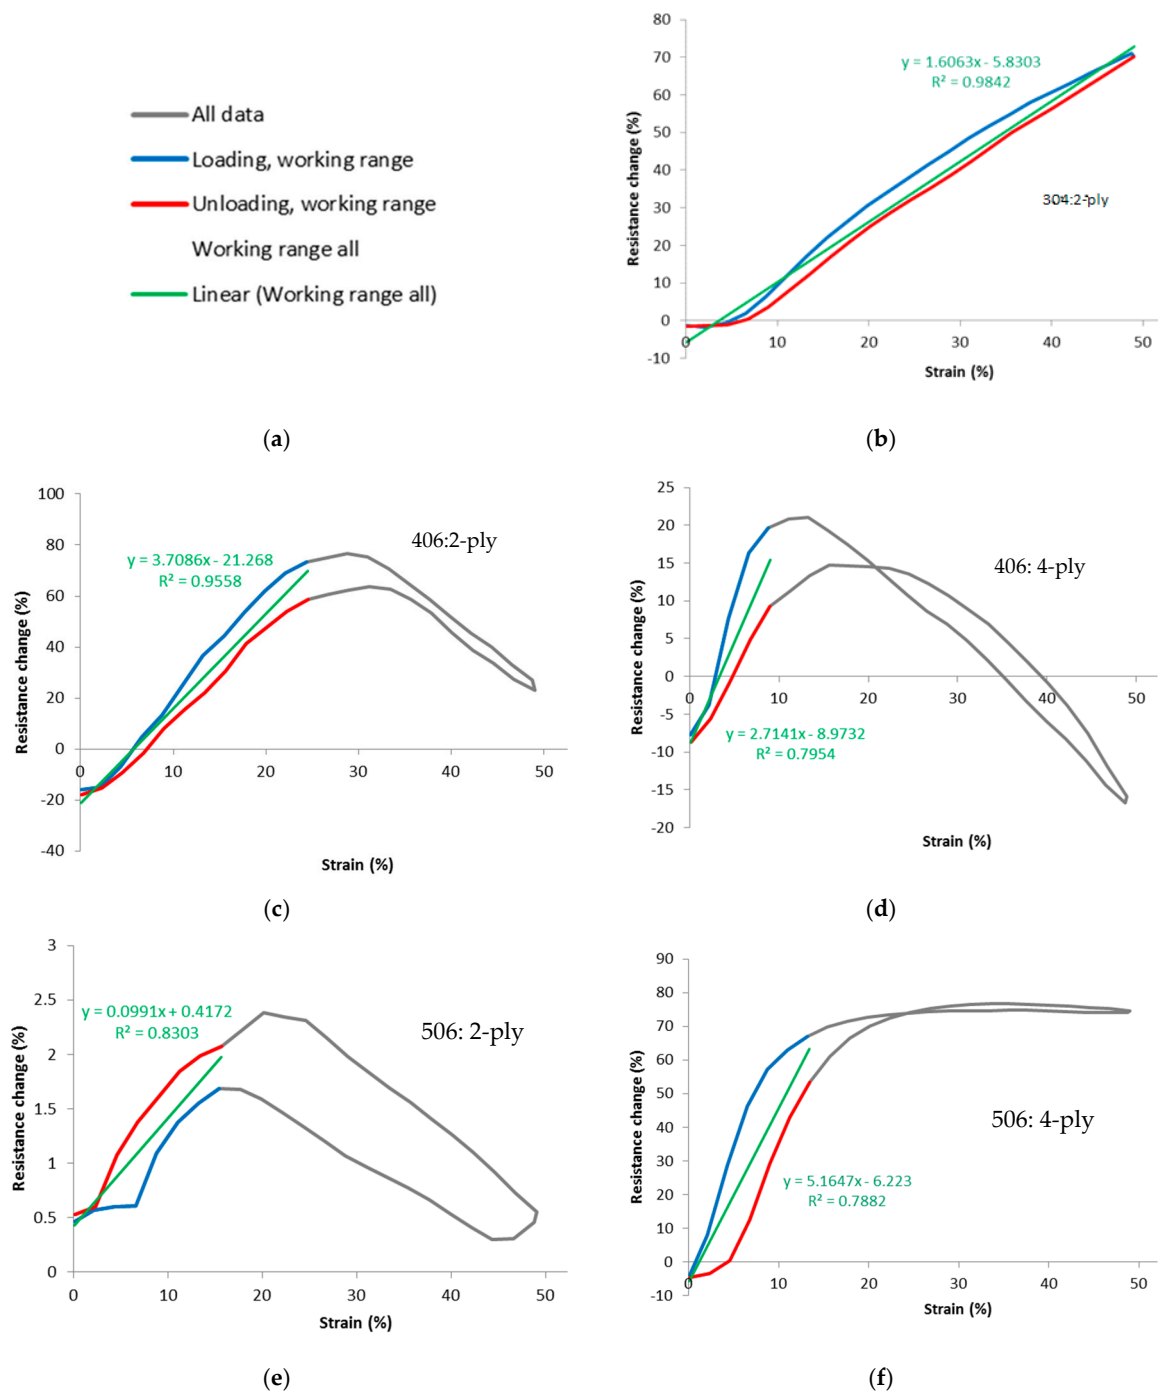 All data
Loading, working range
Unloading, working range
Working range all
Linear (Working range all)
(a)
80
70
60
50
40
30
20
10
0
-10
Resistance change (%)
y = 1.6063x - 5.8303
R² = 0.9842
304:2-ply
0 10 20 30 40 50
Strain (%)
(b)
100
80
60
40
20
0
-20
-40
Resistance change (%)
y = 3.7086x - 21.268
R² = 0.9558
406:2-ply
0 10 20 30 40 50
Strain (%)
(c)
25
20
15
10
5
0
-5
-10
-15
-20
Resistance change (%)
406: 4-ply
0 10 20 30 40 50
y = 2.7141x - 8.9732
R² = 0.7954
Strain (%)
(d)
3
2.5
2
1.5
1
0.5
0
Resistance change (%)
y = 0.0991x + 0.4172
R² = 0.8303
506: 2-ply
0 10 20 30 40 50
Strain (%)
(e)
90
80
70
60
50
40
30
20
10
0
-10
Resistance change (%)
506: 4-ply
y = 5.1647x - 6.223
R² = 0.7882
0 10 20 30 40 50
Strain (%)
(f)